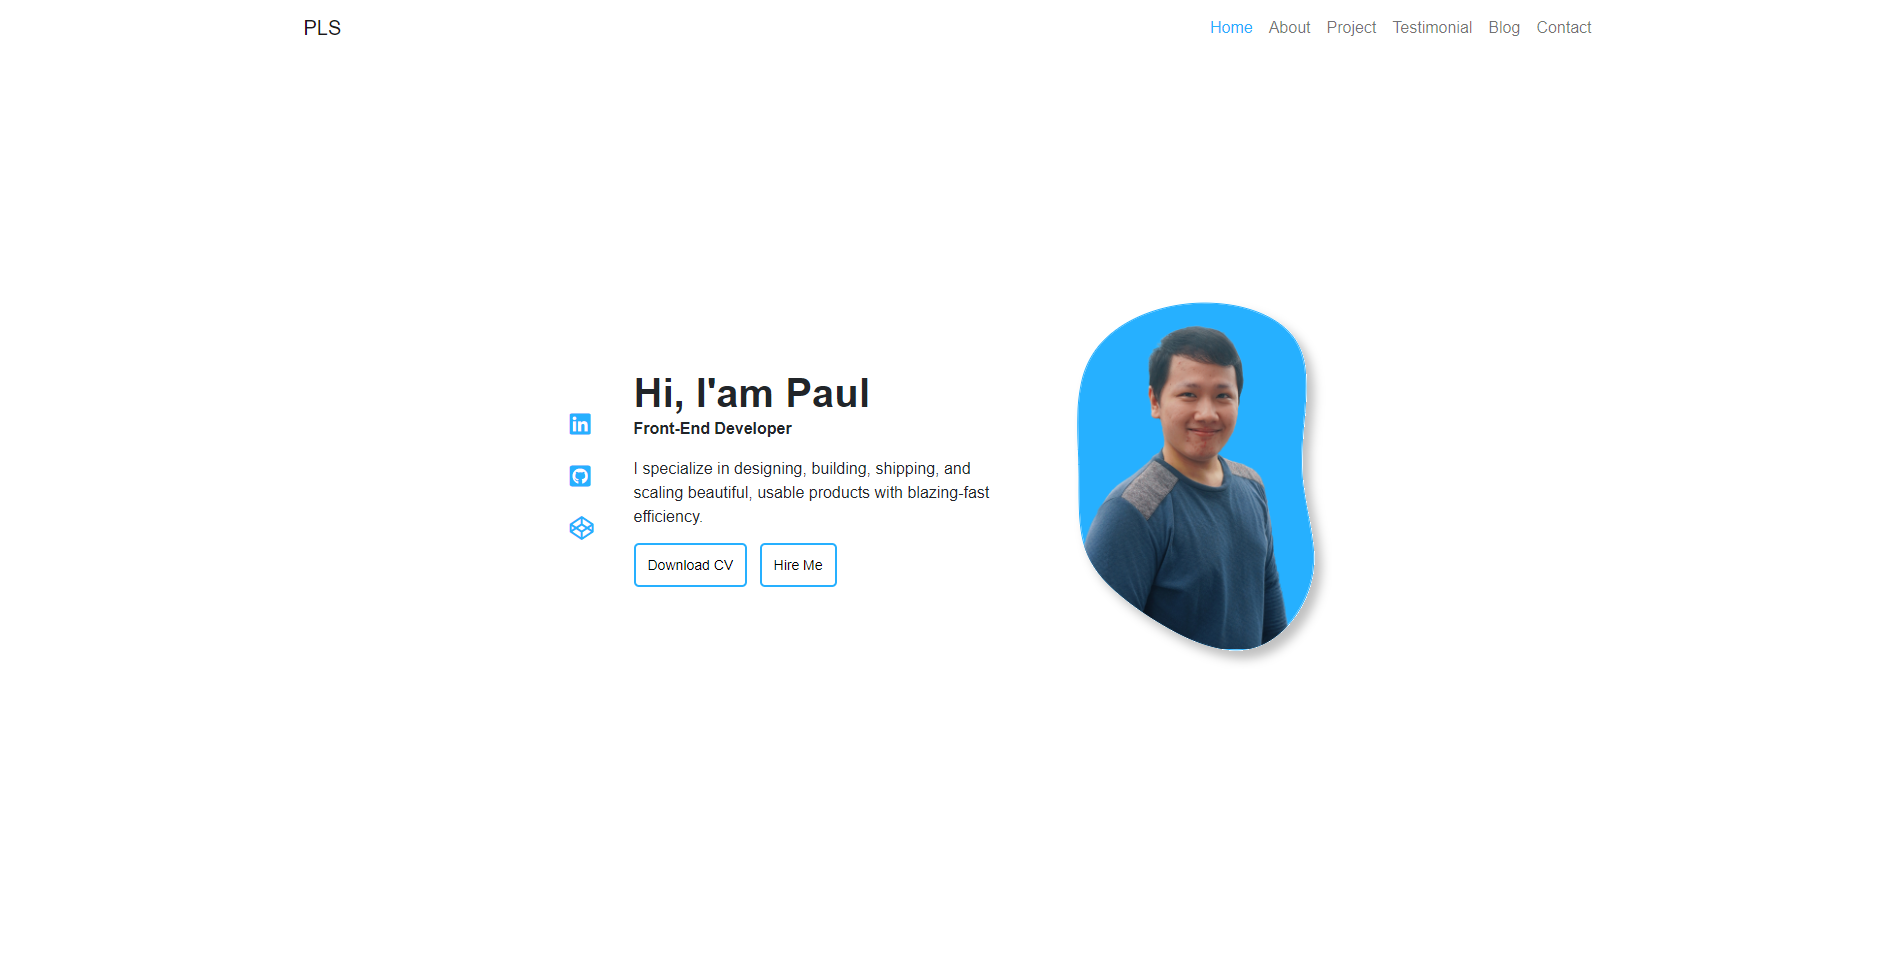 PLS
Home About Project Testimonial Blog Contact
Hi, I'am Paul
Front-End Developer
I specialize in designing, building, shipping, and
scaling beautiful, usable products with blazing-fast
efficiency.
Download CV Hire Me